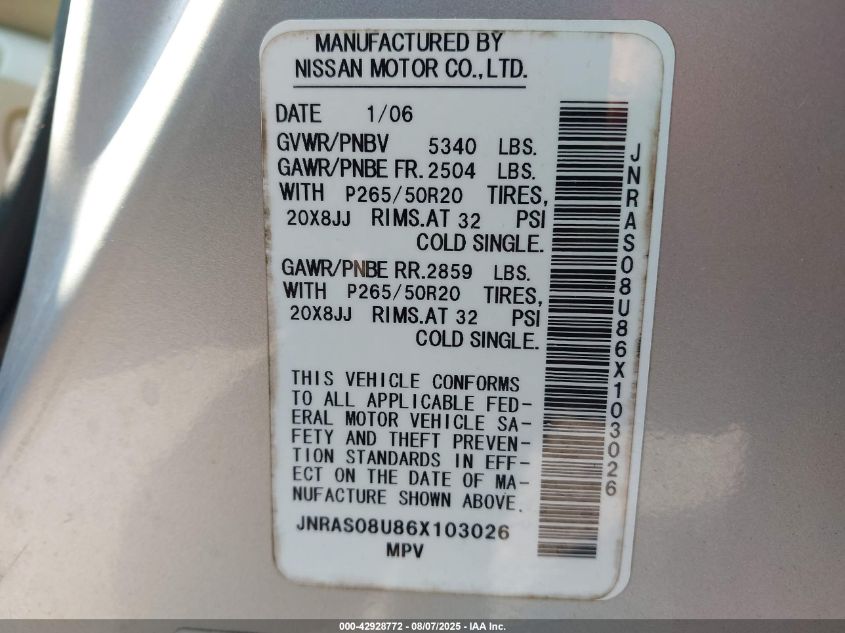 MANUFACTURED BY
NISSAN MOTOR CO., LTD.
DATE 1/06
GVWR/PNBV 5340 LBS.
GAWR/PNBE FR. 2504 LBS.
WITH P265/50R20 TIRES,
20X8JJ RIMS. AT 32 PSI
COLD SINGLE.
GAWR/PNBE RR. 2859 LBS.
WITH P265/50R20 TIRES,
20X8JJ RIMS. AT 32 PSI
COLD SINGLE.
THIS VEHICLE CONFORMS
TO ALL APPLICABLE FED-
ERAL MOTOR VEHICLE SA-
FETY AND THEFT PREVEN-
TION STANDARDS IN EFF-
ECT ON THE DATE OF MA-
NUFACTURE SHOWN ABOVE.
JNRAS08U86X103026
MPV
JNRAS08U86X103026
000-42928772 - 08/07/2025 - IAA Inc.